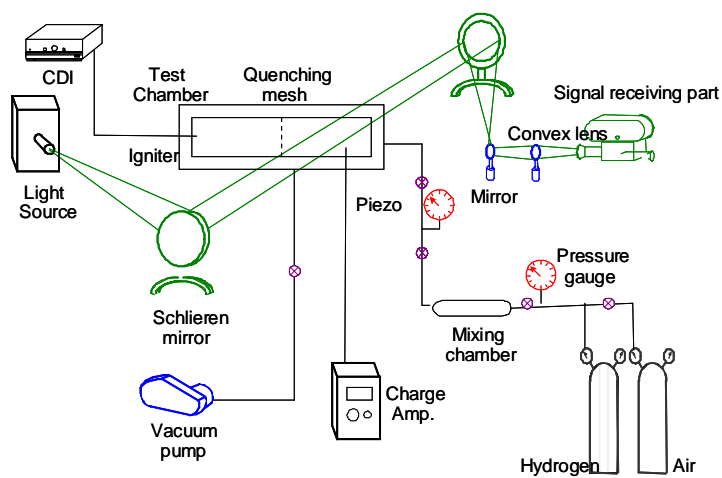 CDI
Test
Chamber
Quenching
mesh
Signal receiving part
Convex lens
Igniter
Light
Source
Piezo
Mirror
Pressure
gauge
Schlieren
mirror
Mixing
chamber
Charge
Amp.
Vacuum
pump
Hydrogen
Air